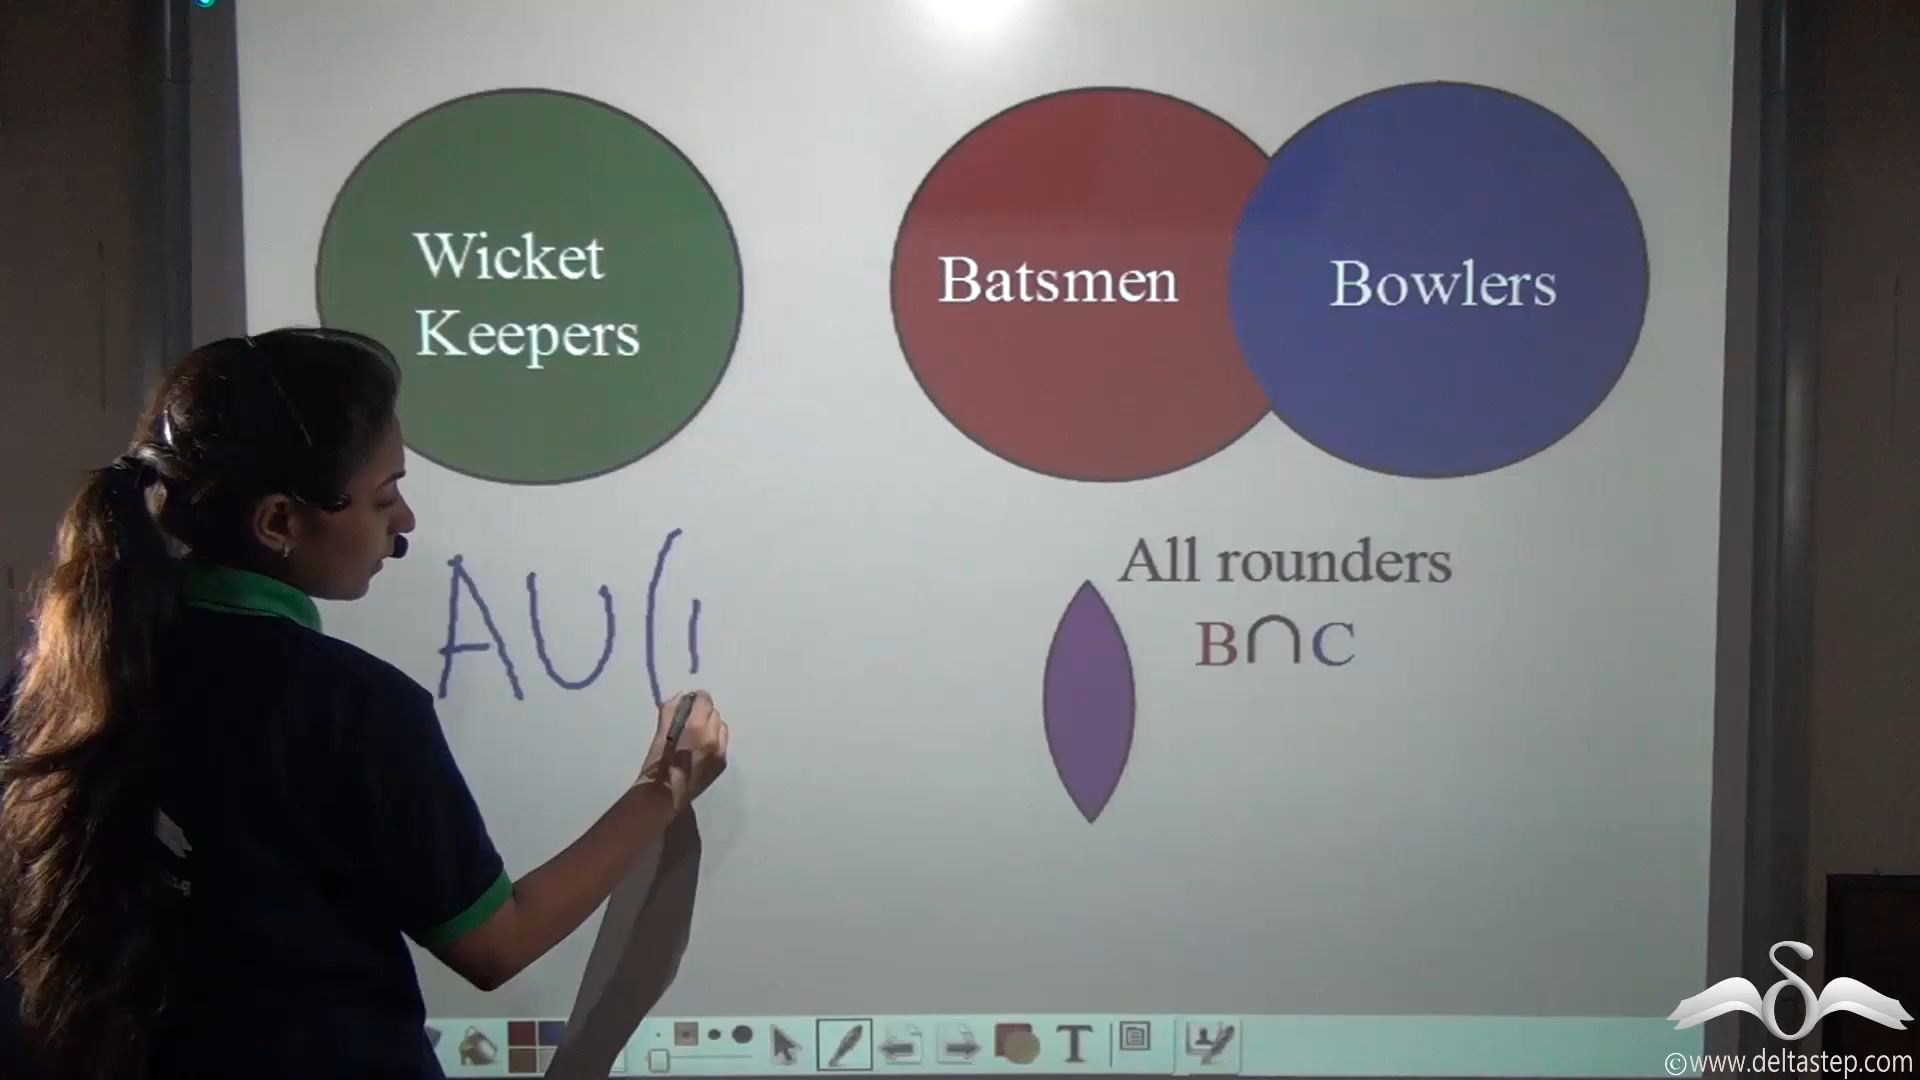 Wicket
Keepers
Batsmen
Bowlers
All rounders
B∩C
AU(
T
©www.deltastep.com